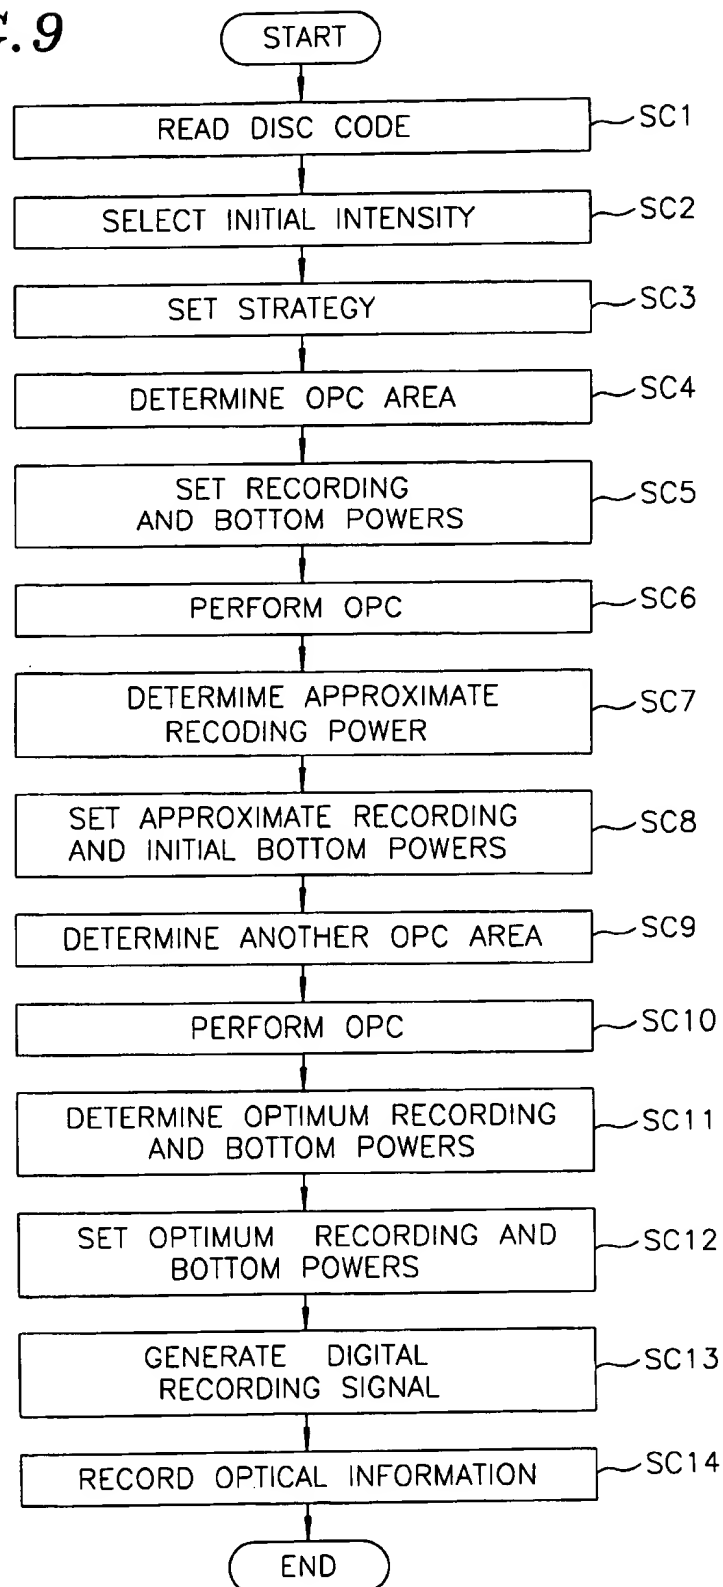 G.9
START
READ DISC CODE
SC1
SELECT INITIAL INTENSITY
SC2
SET STRATEGY
SC3
DETERMINE OPC AREA
SC4
SET RECORDING
AND BOTTOM POWERS
SC5
PERFORM OPC
SC6
DETERMIME APPROXIMATE
RECODING POWER
SC7
SET APPROXIMATE RECORDING
AND INITIAL BOTTOM POWERS
SC8
DETERMINE ANOTHER OPC AREA
SC9
PERFORM OPC
SC10
DETERMINE OPTIMUM RECORDING
AND BOTTOM POWERS
SC11
SET OPTIMUM RECORDING AND
BOTTOM POWERS
SC12
GENERATE DIGITAL
RECORDING SIGNAL
SC13
RECORD OPTICAL INFORMATION
SC14
END